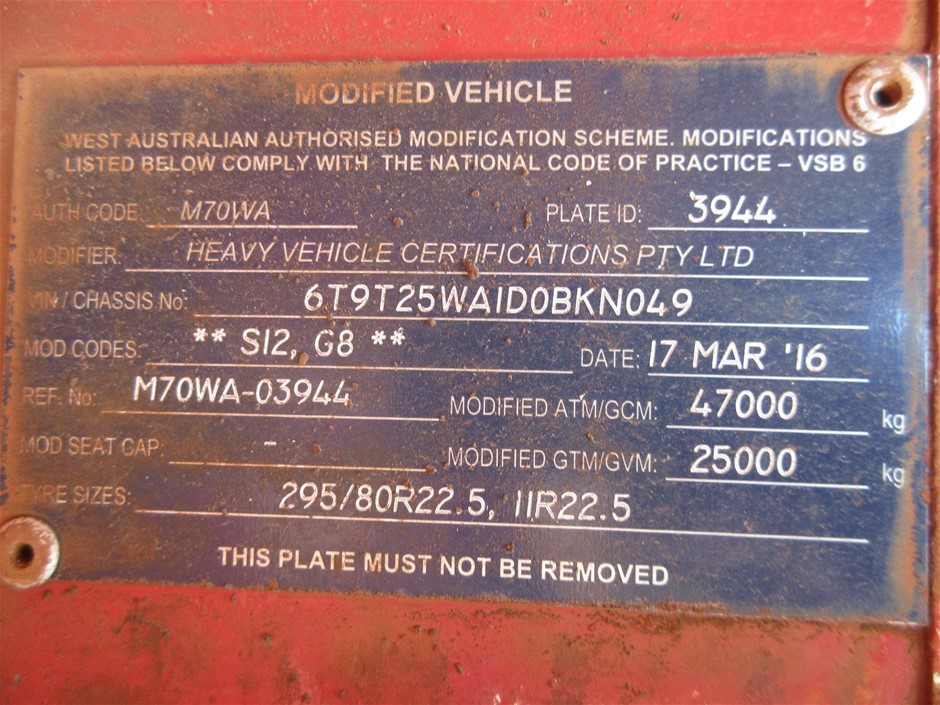 MODIFIED VEHICLE
WEST AUSTRALIAN AUTHORISED MODIFICATION SCHEME. MODIFICATIONS
LISTED BELOW COMPLY WITH THE NATIONAL CODE OF PRACTICE – VSB 6
AUTH CODE: M70WA PLATE ID: 3944
MODIFIER: HEAVY VEHICLE CERTIFICATIONS PTY LTD
VIN / CHASSIS No: 6T9T25WA1D0BKN049
MOD CODES: ** S12, G8 ** DATE: 17 MAR '16
REF. No: M70WA-03944 MODIFIED ATM/GCM: 47000 kg
MOD SEAT CAP: - MODIFIED GTM/GVM: 25000 kg
TYRE SIZES: 295/80R22.5, 11R22.5
THIS PLATE MUST NOT BE REMOVED